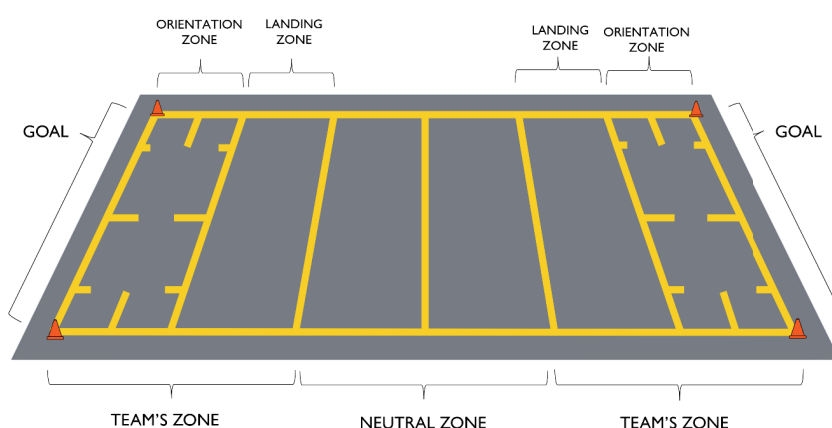 ORIENTATION
ZONE
LANDING
ZONE
LANDING
ZONE
ORIENTATION
ZONE
GOAL
GOAL
TEAM'S ZONE
NEUTRAL ZONE
TEAM'S ZONE